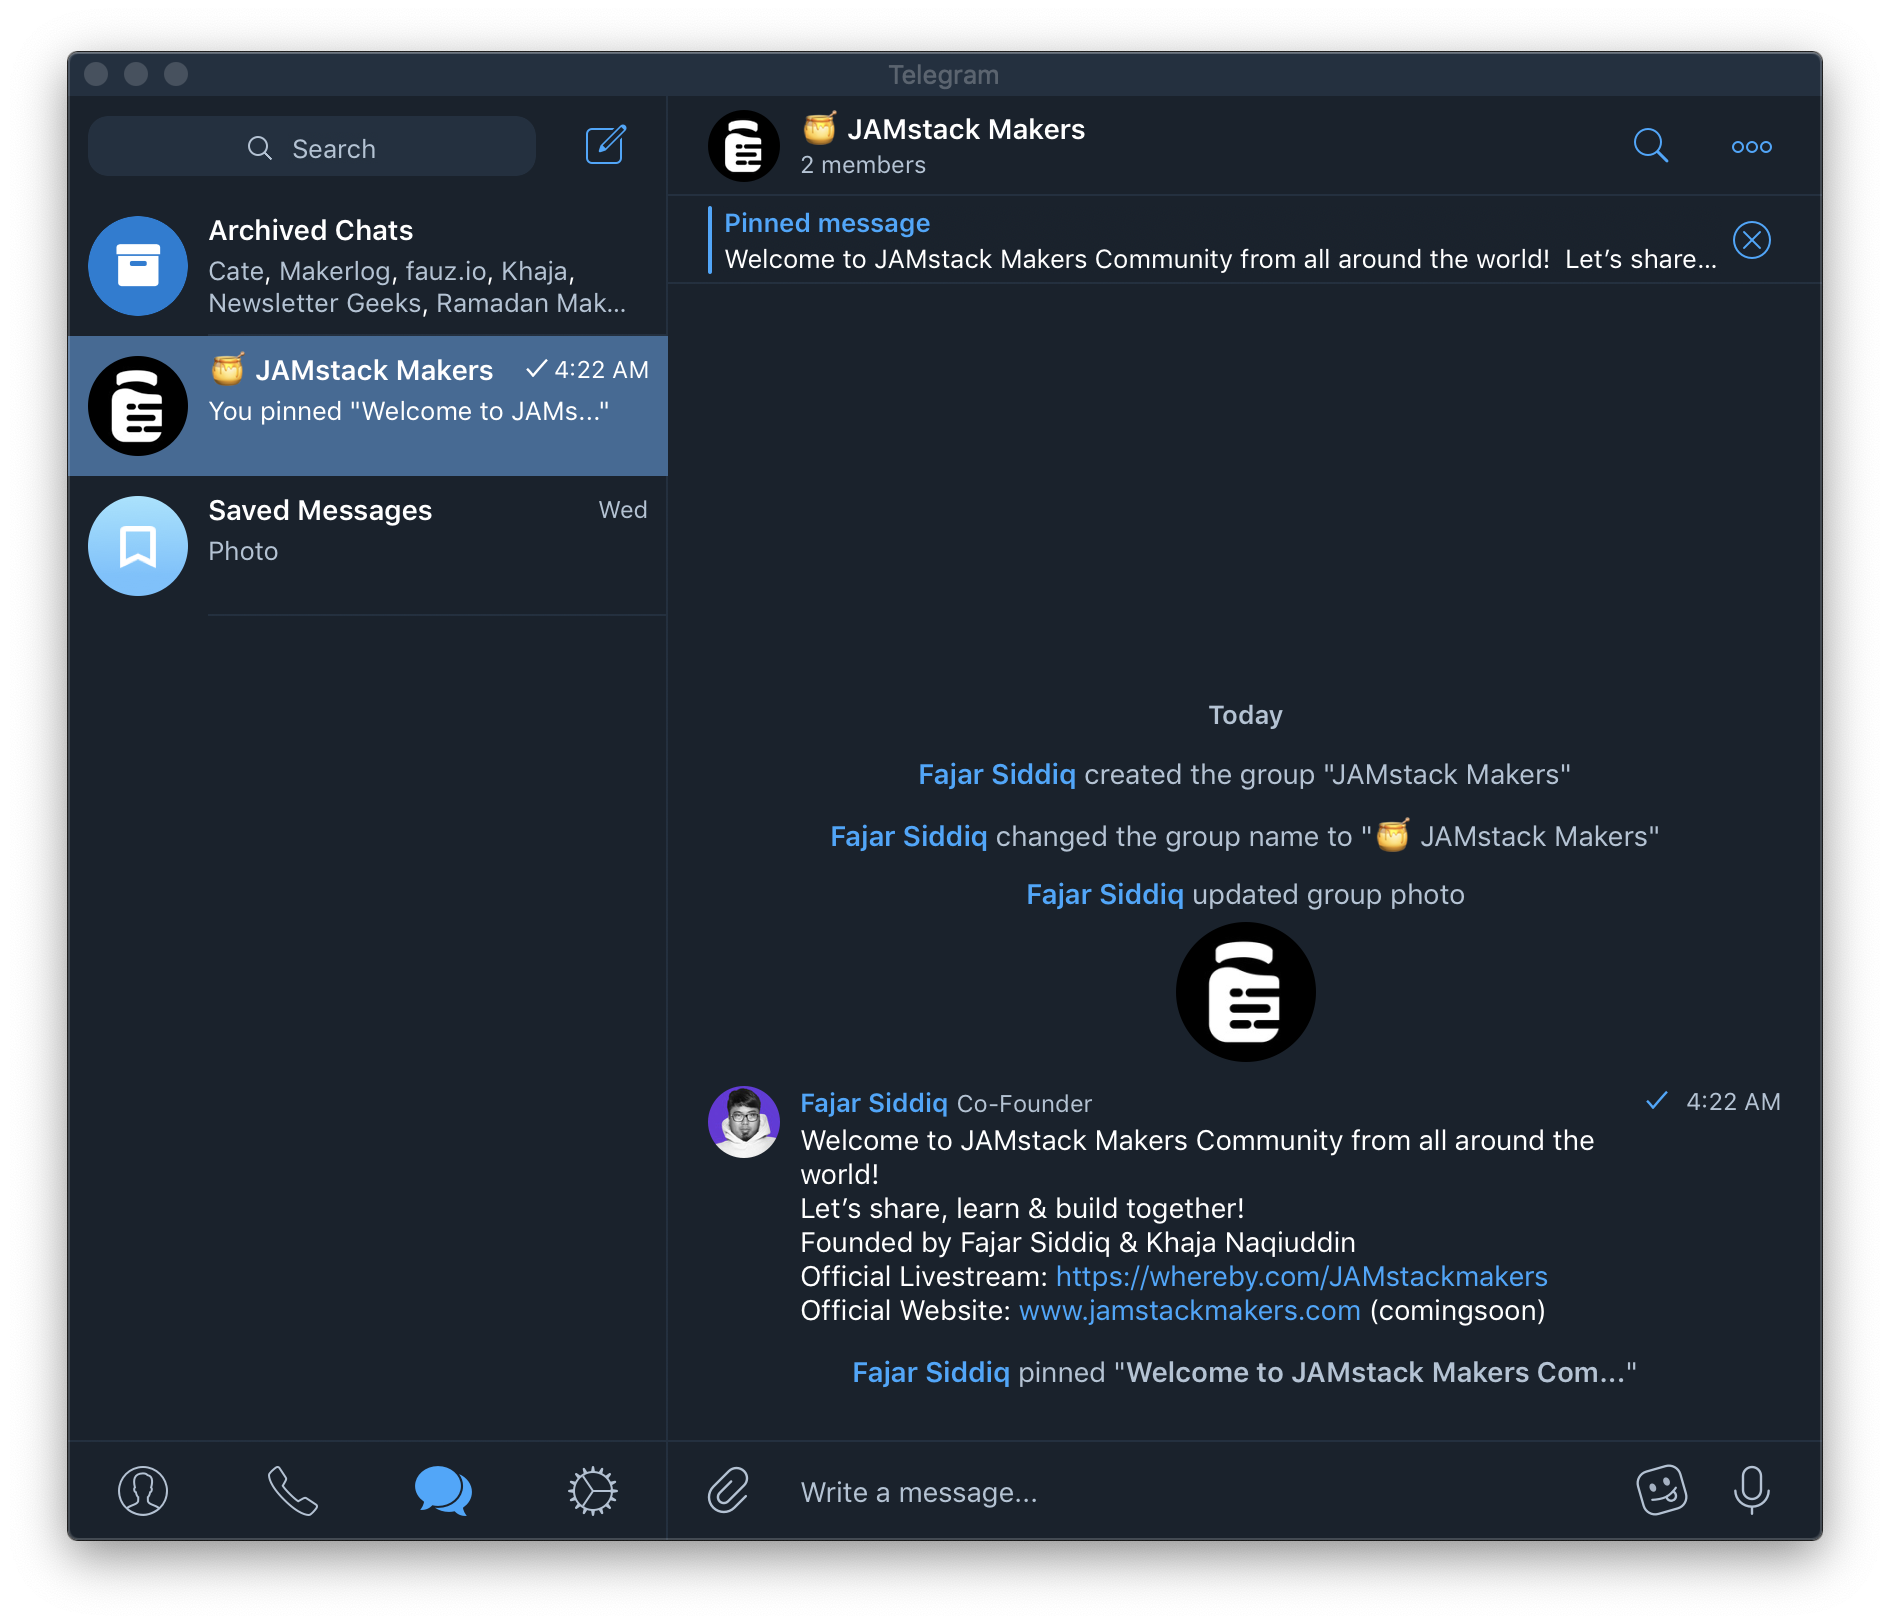 Telegram
Search
Archived Chats
Cate, Makerlog, fauz.io, Khaja,
Newsletter Geeks, Ramadan Mak...
🍯 JAMstack Makers 4:22 AM
You pinned "Welcome to JAMs..."
Saved Messages Wed
Photo
🍯 JAMstack Makers
2 members
Pinned message
Welcome to JAMstack Makers Community from all around the world!  Let’s share...
Today
Fajar Siddiq created the group "JAMstack Makers"
Fajar Siddiq changed the group name to "🍯 JAMstack Makers"
Fajar Siddiq updated group photo
Fajar Siddiq Co-Founder 4:22 AM
Welcome to JAMstack Makers Community from all around the
world!
Let’s share, learn & build together!
Founded by Fajar Siddiq & Khaja Naqiuddin
Official Livestream: https://whereby.com/JAMstackmakers
Official Website: www.jamstackmakers.com (comingsoon)
Fajar Siddiq pinned "Welcome to JAMstack Makers Com..."
Write a message...